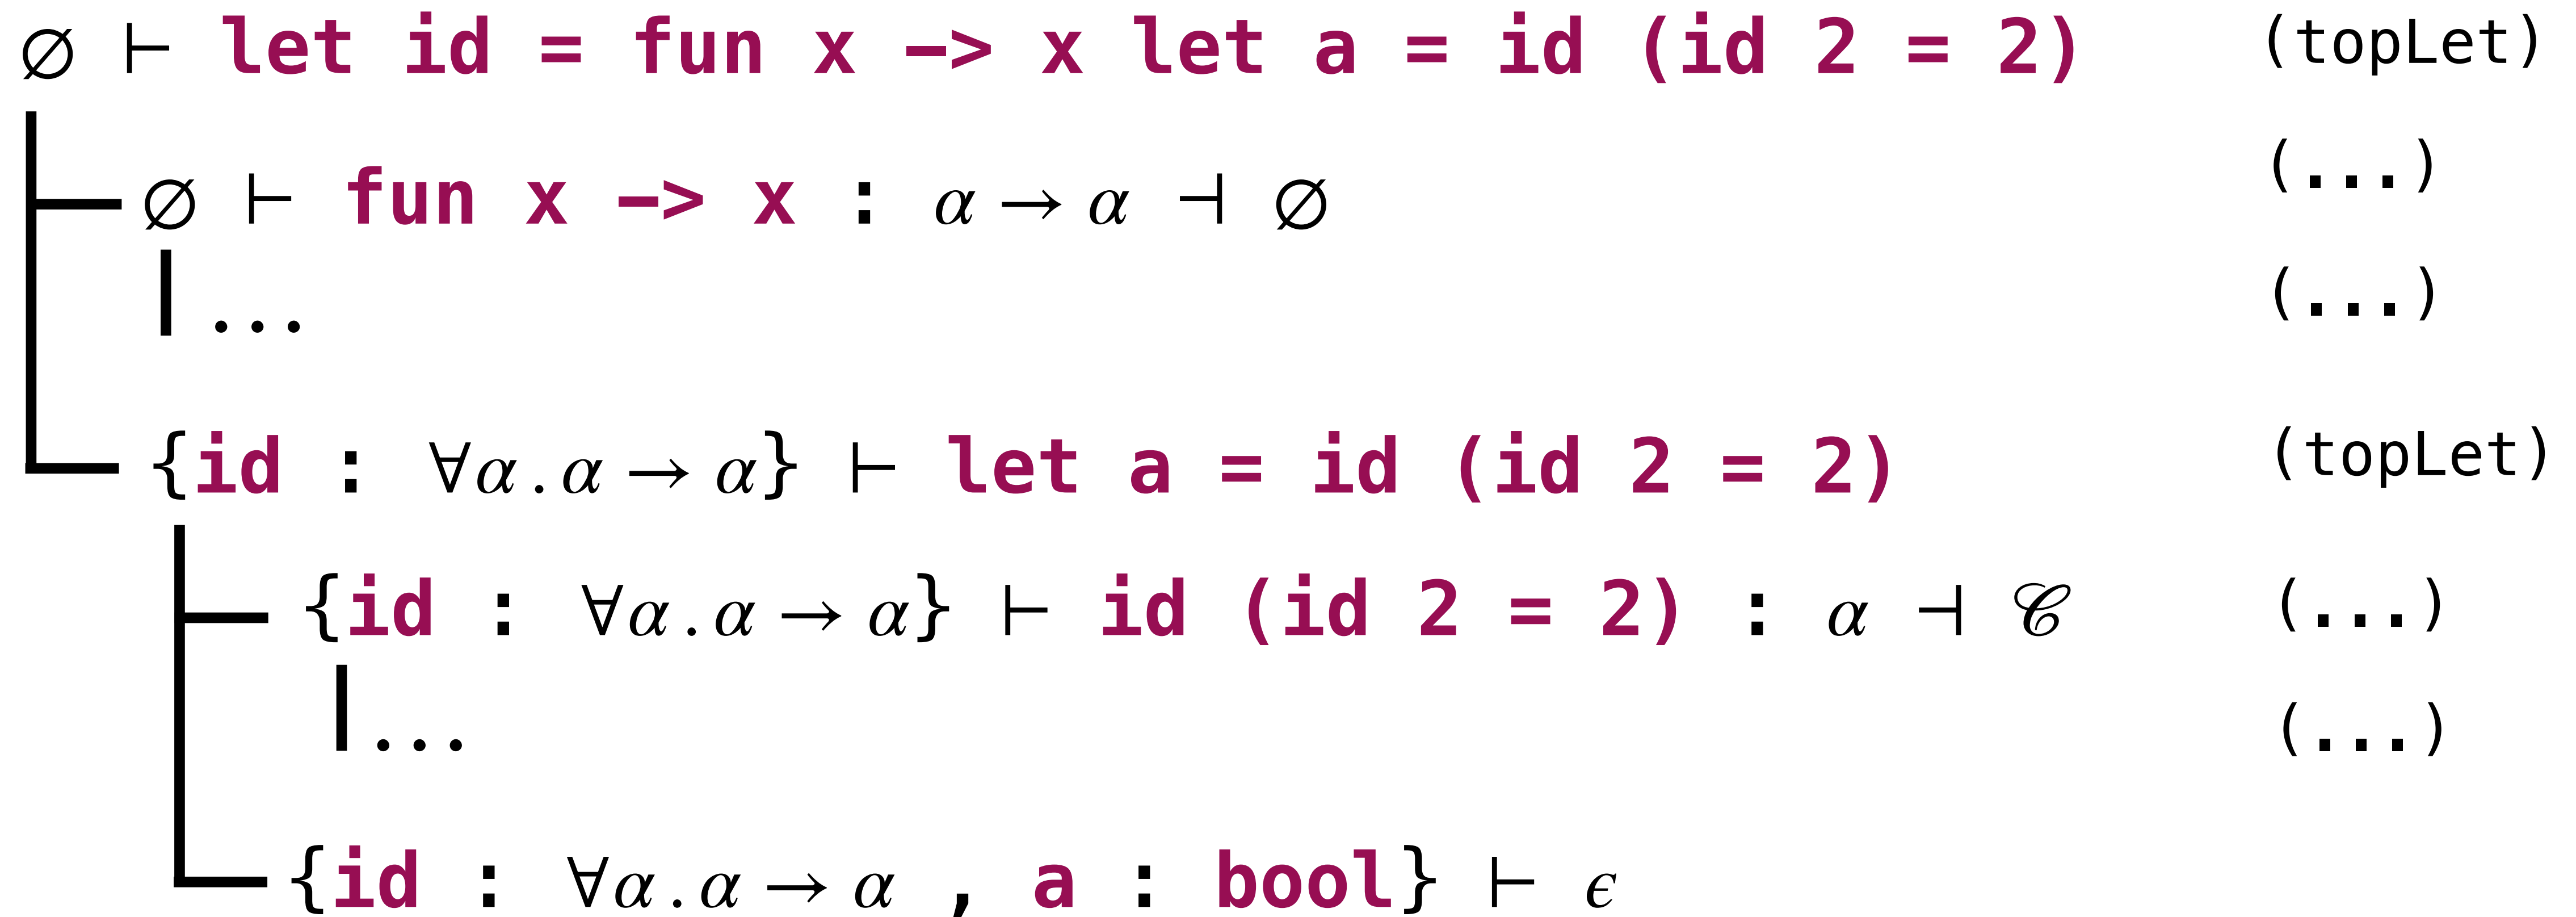 ∅ ⊢ let id = fun x −> x let a = id (id 2 = 2) (topLet)
∅ ⊢ fun x −> x : α → α ⊣ ∅ (...)
... (...)
{id : ∀α.α → α} ⊢ let a = id (id 2 = 2) (topLet)
{id : ∀α.α → α} ⊢ id (id 2 = 2) : α ⊣ 𝒞 (...)
... (...)
{id : ∀α.α → α , a : bool} ⊢ ϵ